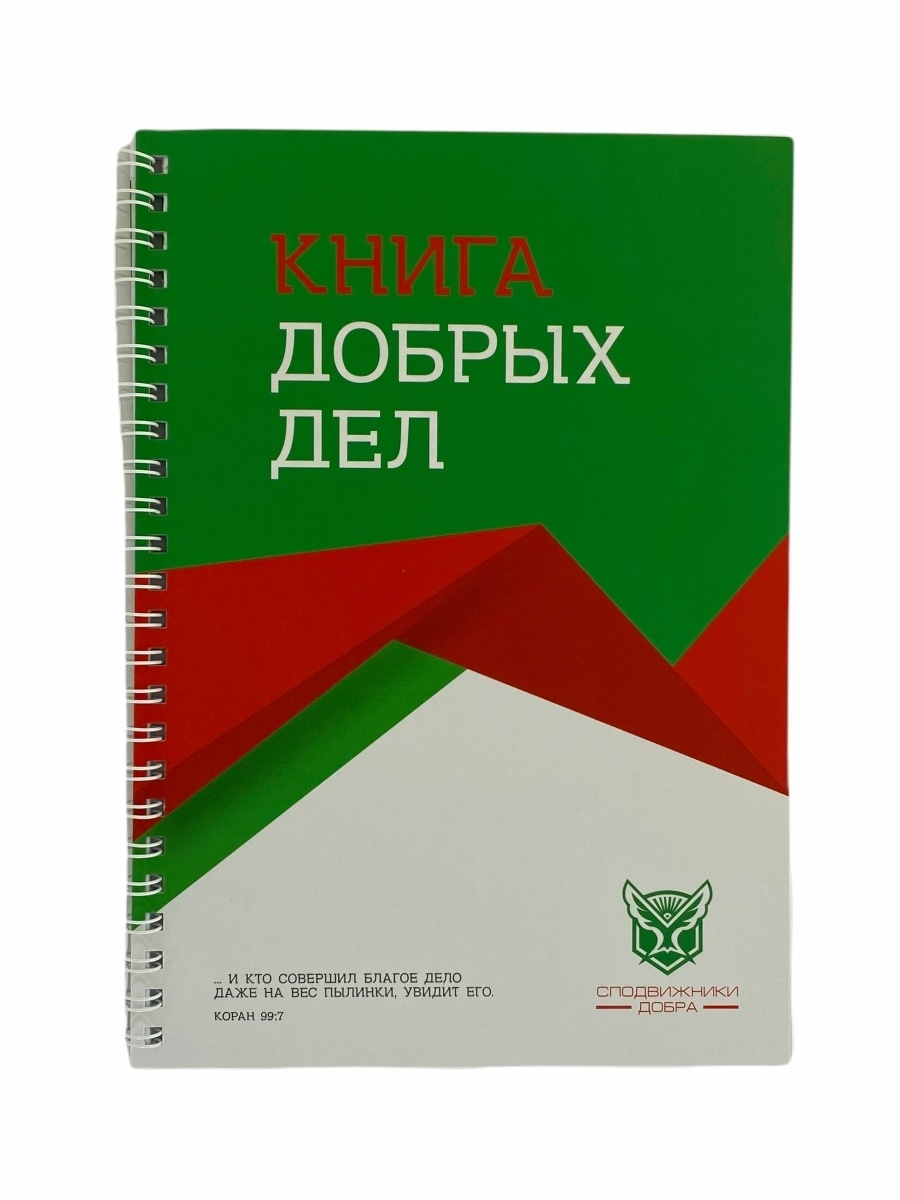 КНИГА
ДОБРЫХ
ДЕЛ
... И КТО СОВЕРШИЛ БЛАГОЕ ДЕЛО
ДАЖЕ НА ВЕС ПЫЛИНКИ, УВИДИТ ЕГО.
КОРАН 99:7
СПОДВИЖНИКИ
ДОБРА